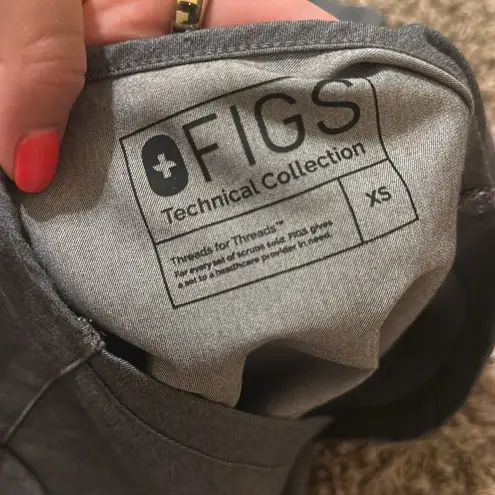 FIGS
Technical Collection
Threads for Threads™
For every set of scrubs sold, FIGS gives
a set to a healthcare provider in need.
XS